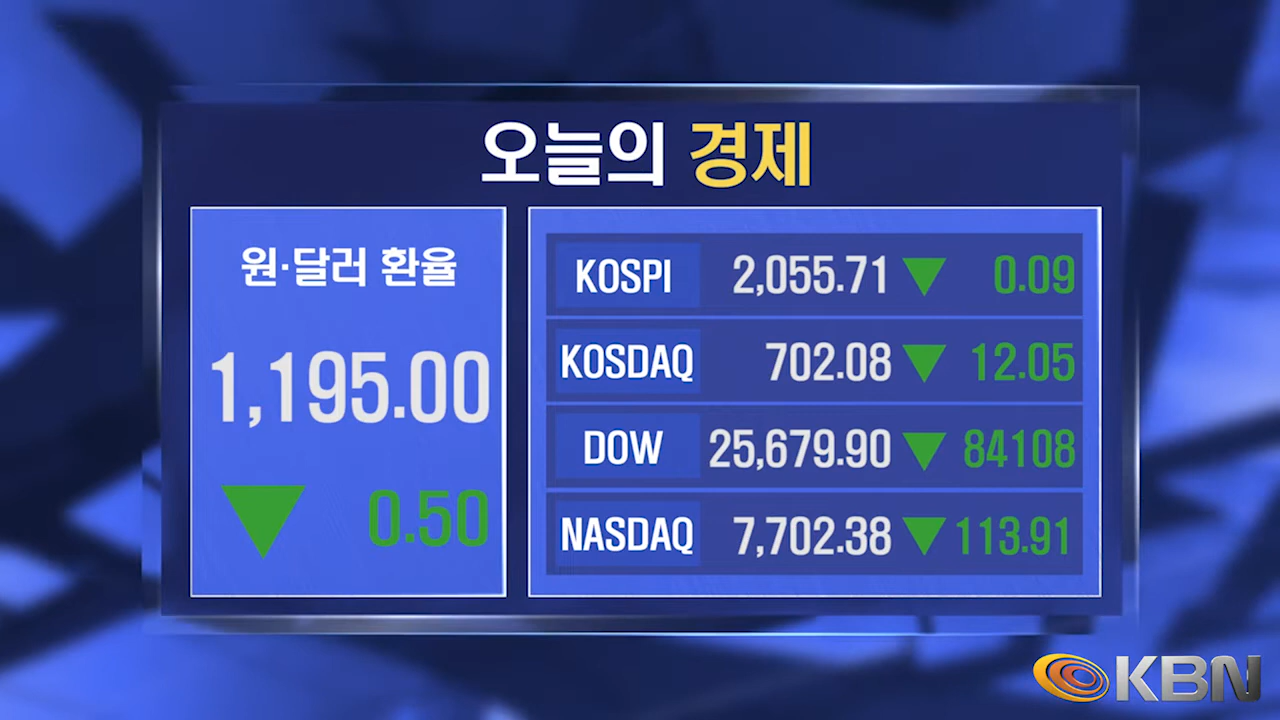 오늘의 경제
원·달러 환율
1,195.00
▼ 0.50
KOSPI 2,055.71 ▼ 0.09
KOSDAQ 702.08 ▼ 12.05
DOW 25,679.90 ▼ 84108
NASDAQ 7,702.38 ▼ 113.91
KBN